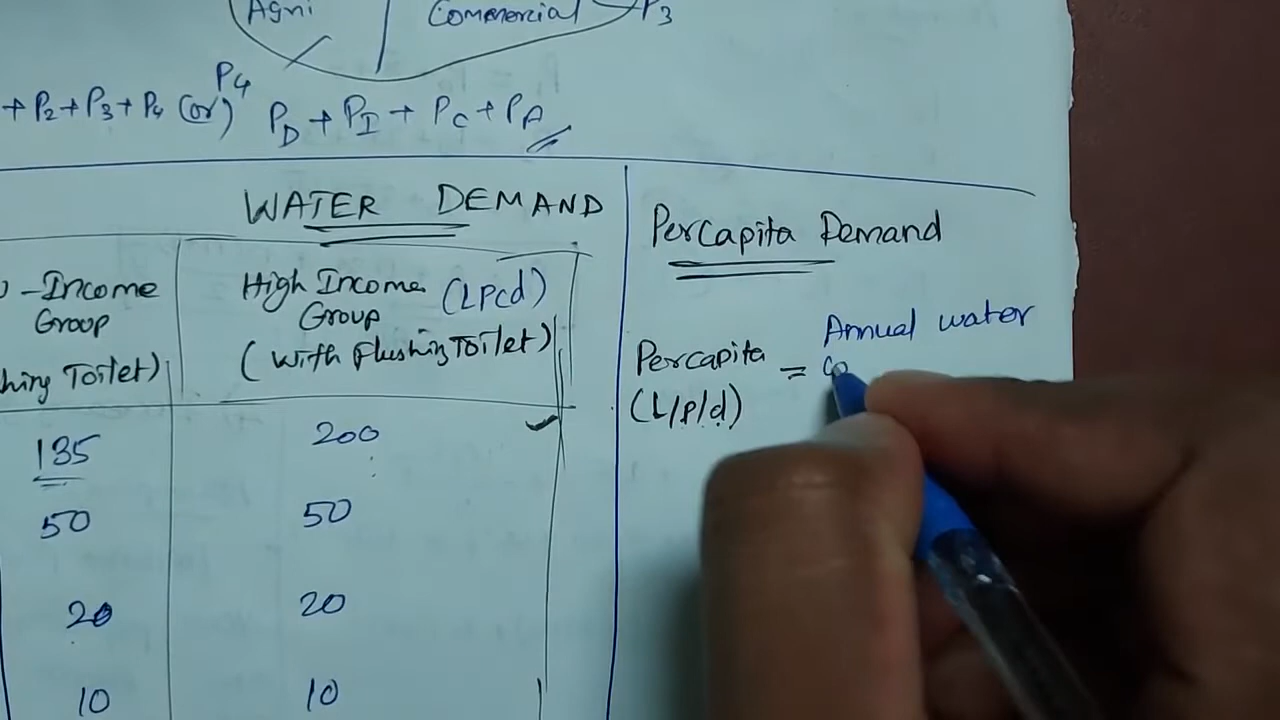 Agri Commercial P3
P4
+ P2 + P3 + P4 (or) PD + PI + PC + PA
WATER DEMAND
Percapita Demand
-Income Group
High Income Group (LPcd)
(With Flushing Toilet)
hing Toilet)
Annual water
Percapita = Co
(L/P/d)
135 200
50 50
20 20
10 10